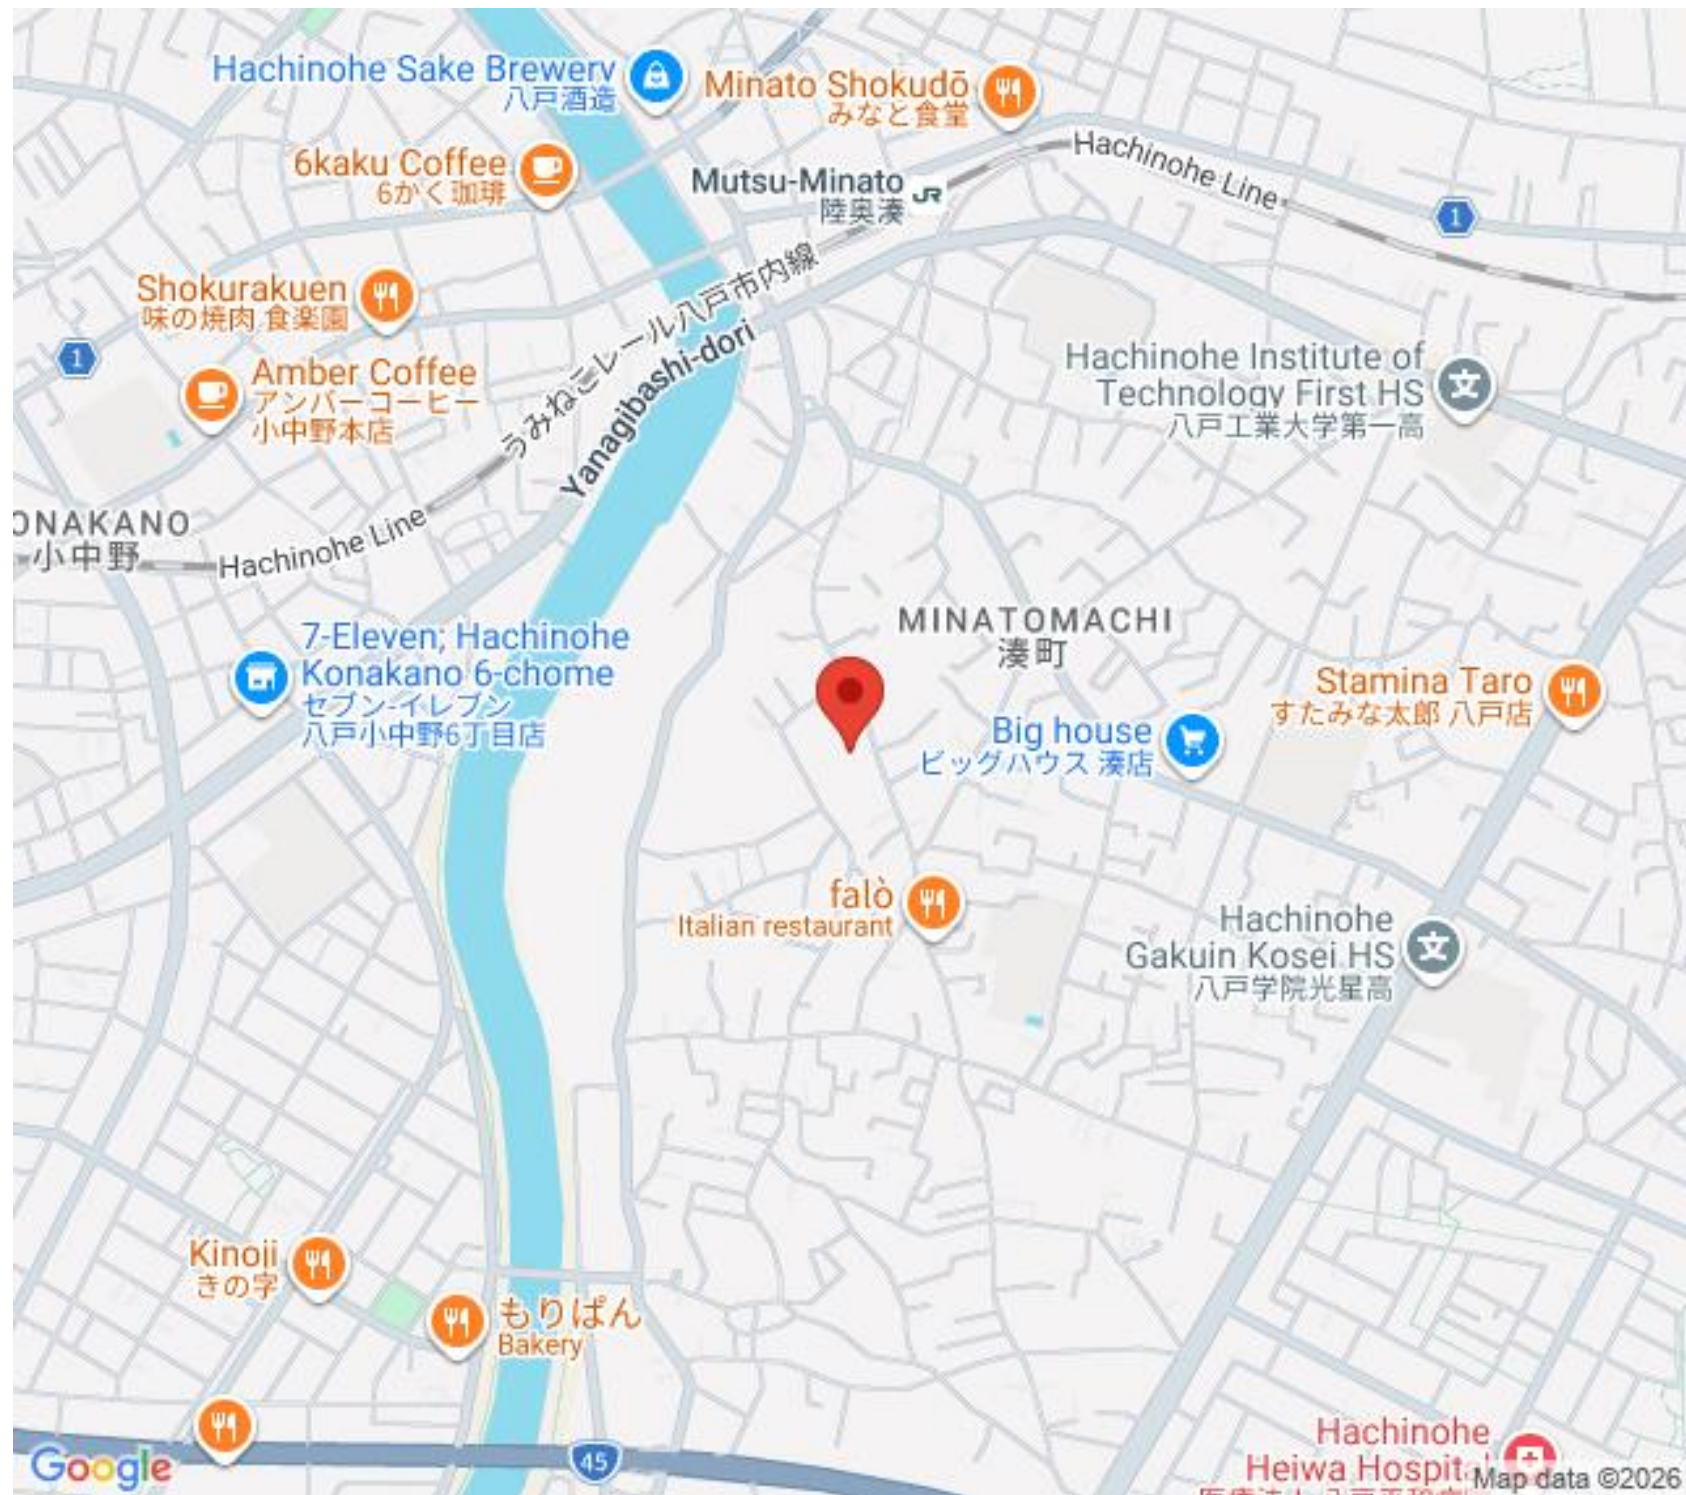 Hachinohe Sake Brewery
八戸酒造
Minato Shokudō
みなと食堂
6kaku Coffee
6かく珈琲
Mutsu-Minato
陸奥湊
JR
Hachinohe Line
1
うみねこレール八戸市内線
Shokurakuen
味の焼肉 食楽園
1
Yanagibashi-dori
Hachinohe Institute of
Technology First HS
八戸工業大学第一高
文
Amber Coffee
アンバーコーヒー
小中野本店
ONAKANO
小中野
Hachinohe Line
MINATOMACHI
湊町
7-Eleven; Hachinohe
Konakano 6-chome
セブン-イレブン
八戸小中野6丁目店
Stamina Taro
すたみな太郎 八戸店
Big house
ビッグハウス 湊店
falò
Italian restaurant
Hachinohe
Gakuin Kosei HS
八戸学院光星高
文
Kinoji
きの字
もりぱん
Bakery
45
Hachinohe
Heiwa Hospital
Google
Map data ©2026